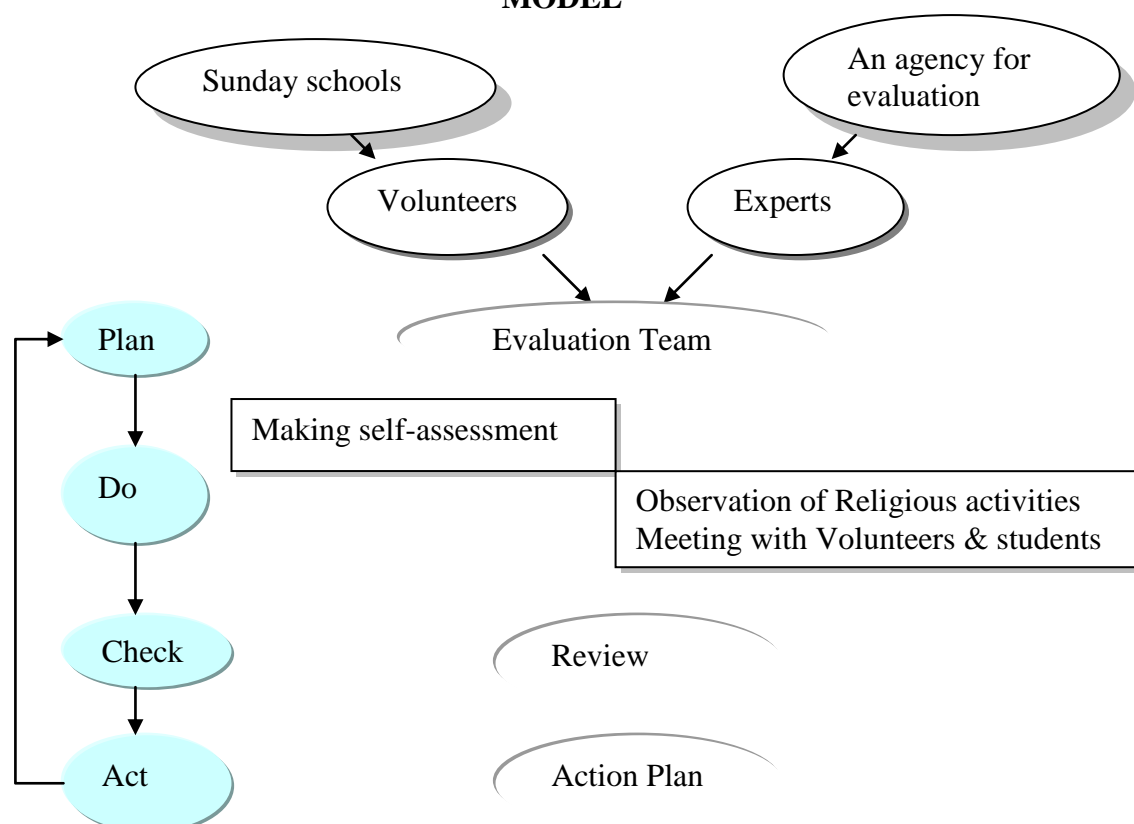 MODEL
Sunday schools
An agency for
evaluation
Volunteers
Experts
Plan
Evaluation Team
Making self-assessment
Do
Observation of Religious activities
Meeting with Volunteers & students
Check
Review
Act
Action Plan